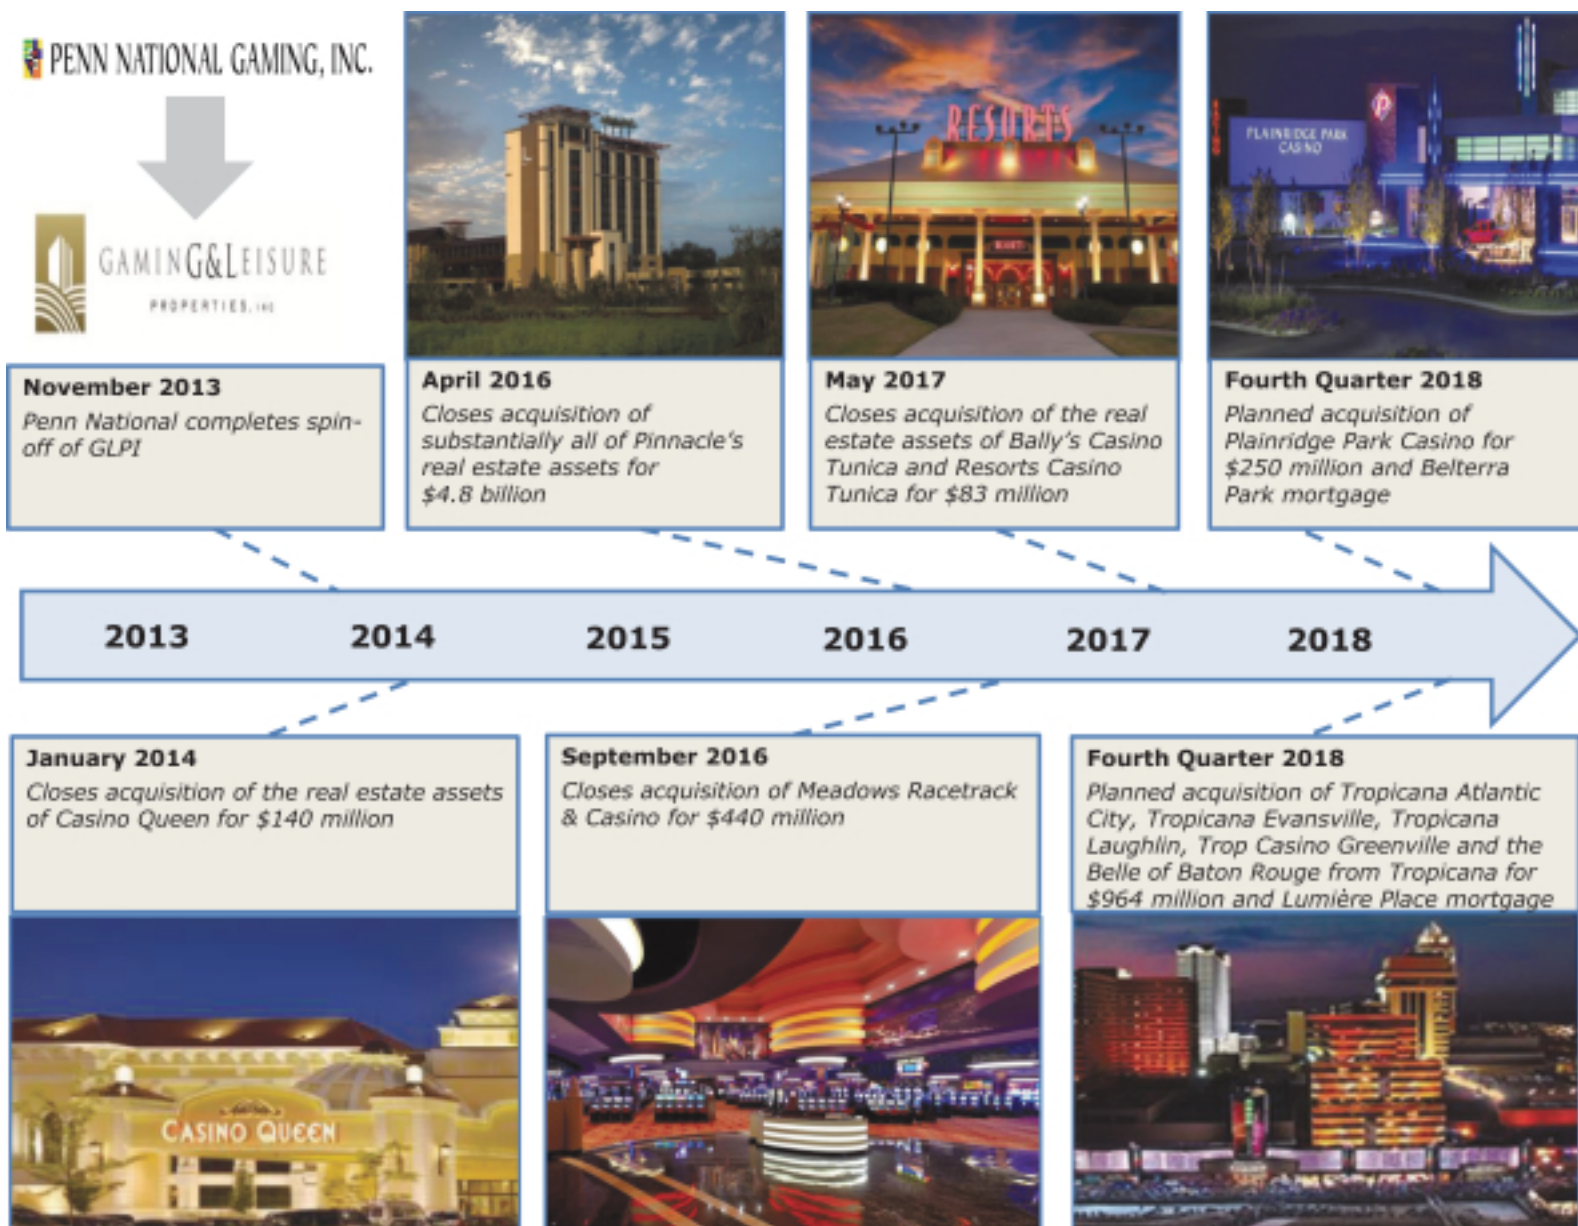 PENN NATIONAL GAMING, INC.
GAMING&LEISURE
PROPERTIES, INC
November 2013
Penn National completes spin-
off of GLPI
April 2016
Closes acquisition of
substantially all of Pinnacle's
real estate assets for
$4.8 billion
RESORTS
May 2017
Closes acquisition of the real
estate assets of Bally's Casino
Tunica and Resorts Casino
Tunica for $83 million
PLAINRIDGE PARK
CASINO
Fourth Quarter 2018
Planned acquisition of
Plainridge Park Casino for
$250 million and Belterra
Park mortgage
2013 2014 2015 2016 2017 2018
January 2014
Closes acquisition of the real estate assets
of Casino Queen for $140 million
CASINO QUEEN
September 2016
Closes acquisition of Meadows Racetrack
& Casino for $440 million
Fourth Quarter 2018
Planned acquisition of Tropicana Atlantic
City, Tropicana Evansville, Tropicana
Laughlin, Trop Casino Greenville and the
Belle of Baton Rouge from Tropicana for
$964 million and Lumière Place mortgage